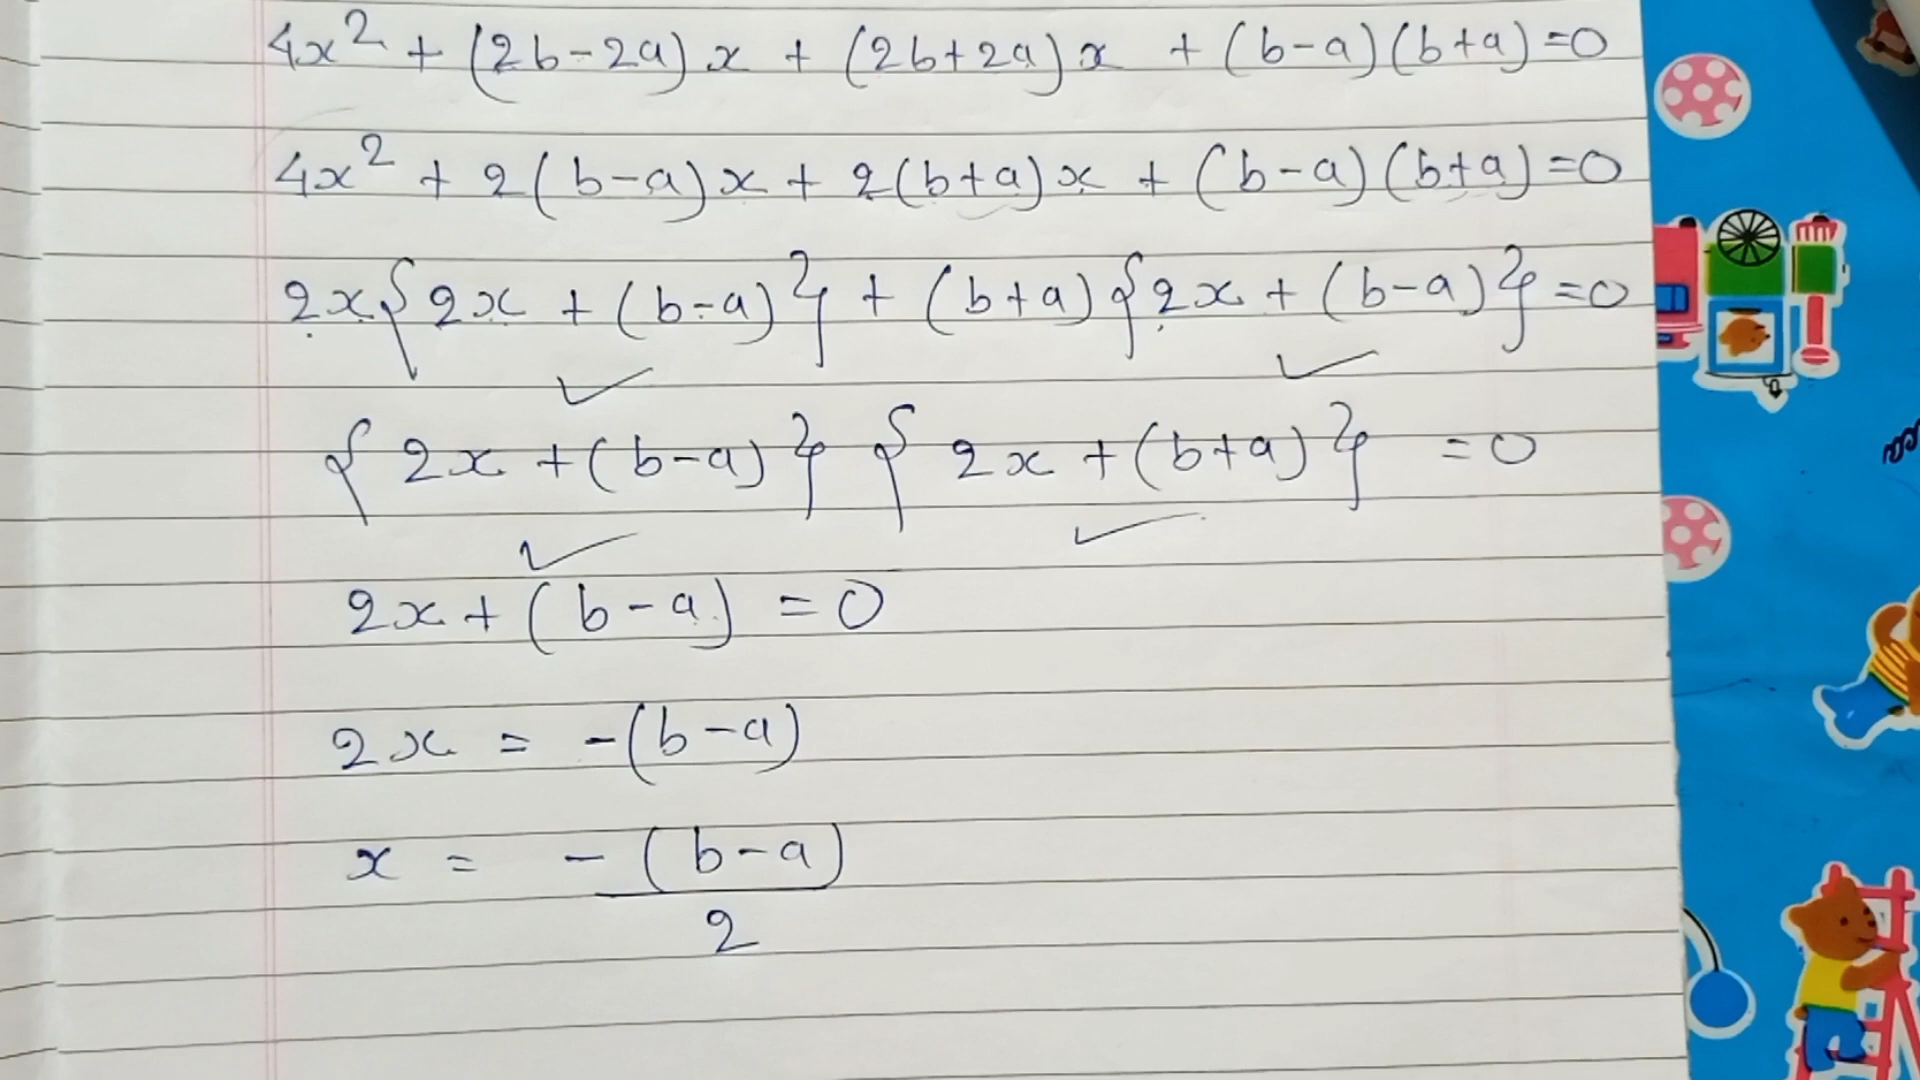 4x² + (2b-2a)x + (2b+2a)x + (b-a)(b+a)=0
4x² + 2(b-a)x + 2(b+a)x + (b-a)(b+a)=0
2x{2x + (b-a)} + (b+a){2x + (b-a)}=0
{2x + (b-a)} {2x + (b+a)} =0
2x + (b-a) = 0
2x = -(b-a)
x = -(b-a)
2